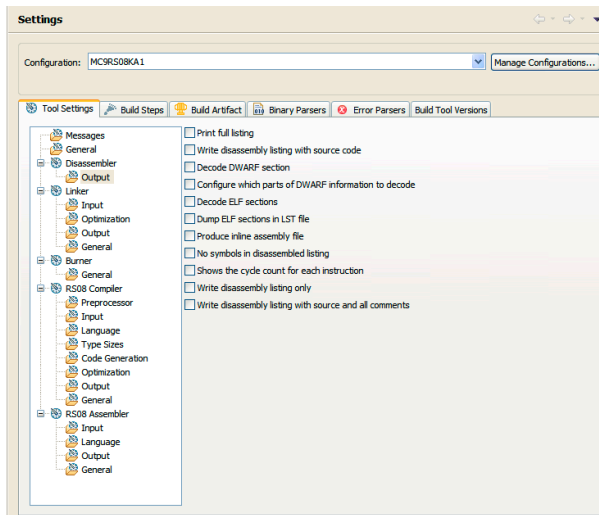 Settings
Configuration: MC9RS08KA1 Manage Configurations...
Tool Settings Build Steps Build Artifact Binary Parsers Error Parsers Build Tool Versions
Messages
General
Disassembler
Output
Linker
Input
Optimization
Output
General
Burner
General
RS08 Compiler
Preprocessor
Input
Language
Type Sizes
Code Generation
Optimization
Output
General
RS08 Assembler
Input
Language
Output
General
Print full listing
Write disassembly listing with source code
Decode DWARF section
Configure which parts of DWARF information to decode
Decode ELF sections
Dump ELF sections in LST file
Produce inline assembly file
No symbols in disassembled listing
Shows the cycle count for each instruction
Write disassembly listing only
Write disassembly listing with source and all comments